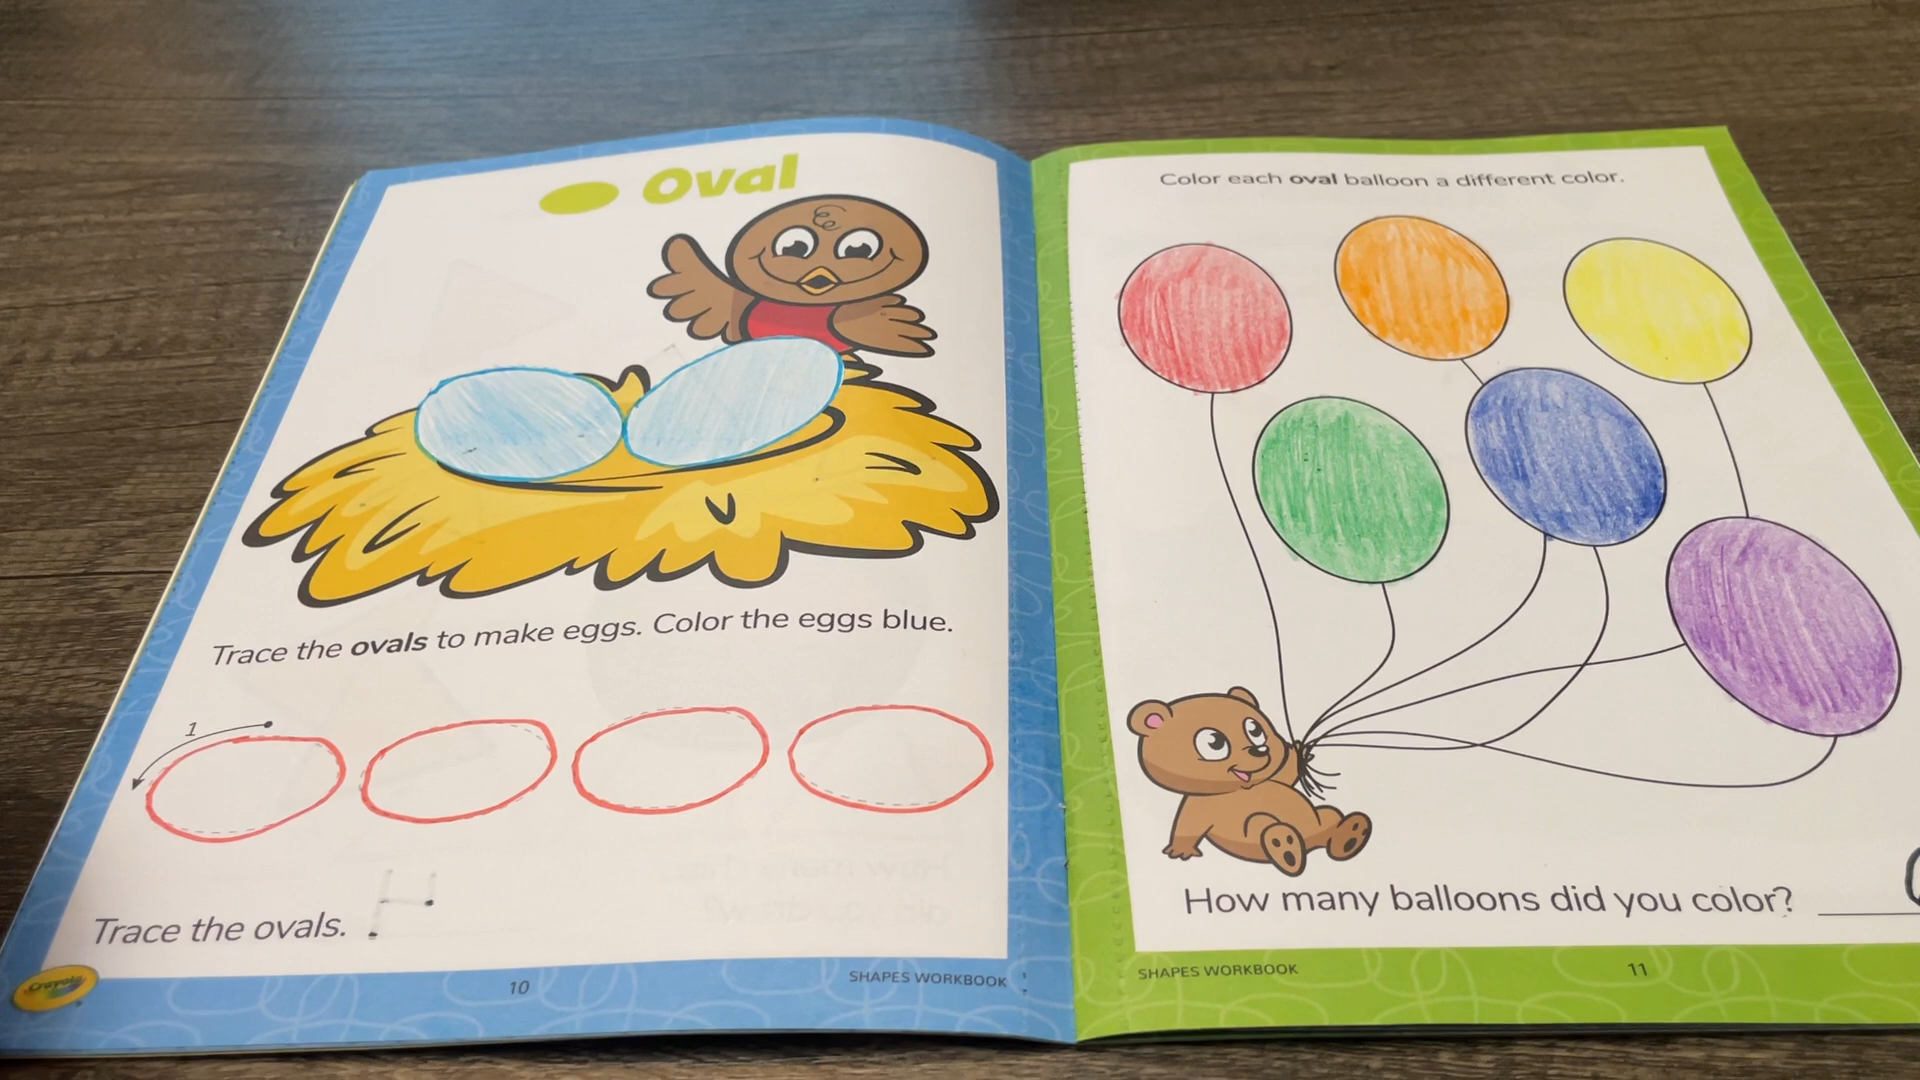 Oval
1
Trace the ovals to make eggs. Color the eggs blue.
Trace the ovals.
Crayola
10
SHAPES WORKBOOK
Color each oval balloon a different color.
How many balloons did you color?
SHAPES WORKBOOK
11